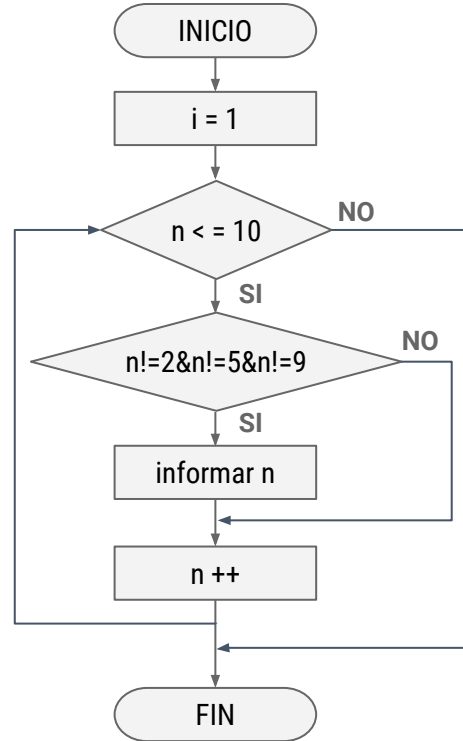 INICIO
i = 1
n < = 10
NO
SI
n!=2&n!=5&n!=9
NO
SI
informar n
n ++
FIN